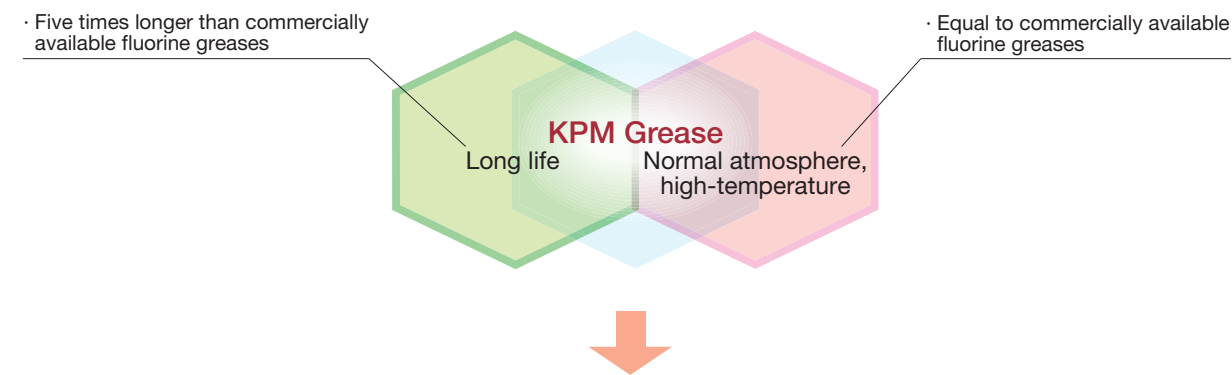 · Five times longer than commercially
available fluorine greases
· Equal to commercially available
fluorine greases
KPM Grease
Long life
Normal atmosphere,
high-temperature